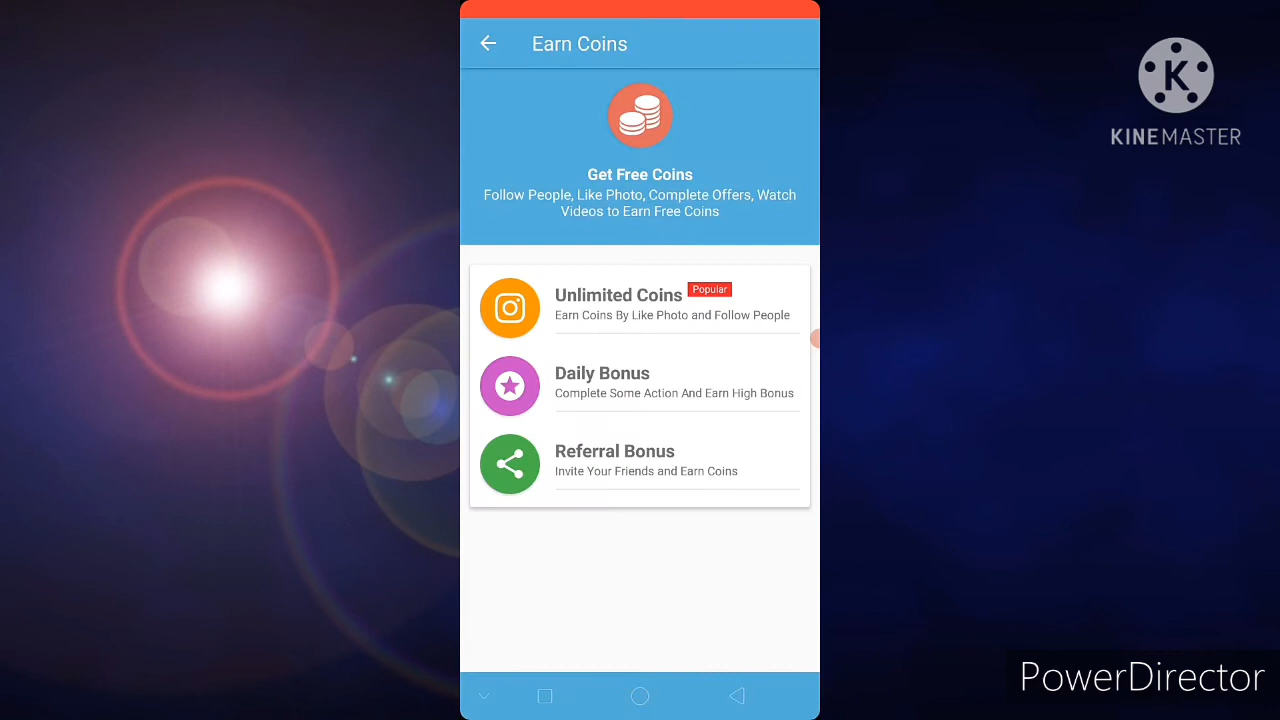 Earn Coins
KINEMASTER
Get Free Coins
Follow People, Like Photo, Complete Offers, Watch
Videos to Earn Free Coins
Unlimited Coins Popular
Earn Coins By Like Photo and Follow People
Daily Bonus
Complete Some Action And Earn High Bonus
Referral Bonus
Invite Your Friends and Earn Coins
PowerDirector